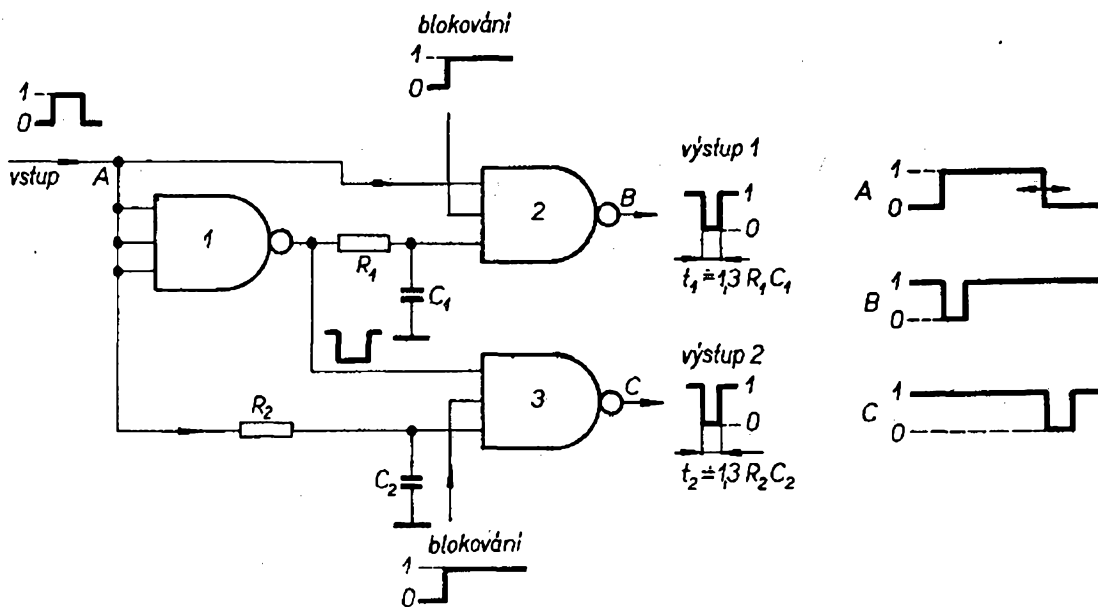 blokování
1
0
1
0
vstup
A
1
R₁
C₁
2
B
výstup 1
1
0
t₁ ≐ 1,3 R₁C₁
R₂
C₂
3
C
výstup 2
1
0
t₂ ≐ 1,3 R₂C₂
blokování
1
0
A
1
0
B
1
0
C
1
0